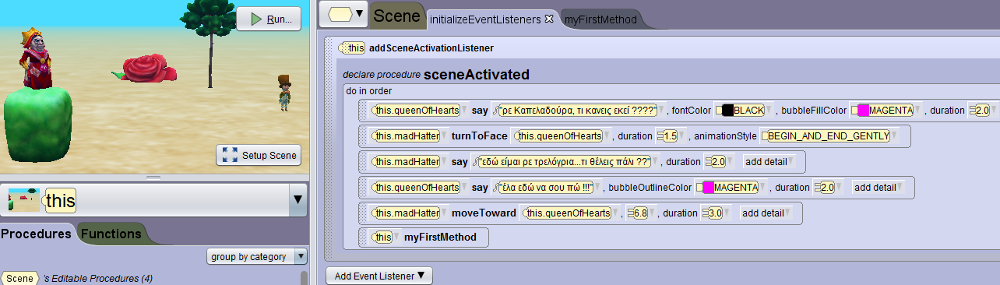 Run...
Setup Scene
this
Procedures Functions
group by category
Scene 's Editable Procedures (4)
Scene initializeEventListeners myFirstMethod
this addSceneActivationListener
declare procedure sceneActivated
do in order
this.queenOfHearts say "ρε Καπελαδούρα, τι κανεις εκεί ????" , fontColor BLACK , bubbleFillColor MAGENTA , duration 2.0
this.madHatter turnToFace this.queenOfHearts , duration 1.5 , animationStyle BEGIN_AND_END_GENTLY
this.madHatter say "εδώ είμαι ρε τρελόγρια...τι θέλεις πάλι ??" , duration 2.0 add detail
this.queenOfHearts say "έλα εδώ να σου πώ !!!" , bubbleOutlineColor MAGENTA , duration 2.0 add detail
this.madHatter moveToward this.queenOfHearts , 6.8 , duration 3.0 add detail
this myFirstMethod
Add Event Listener